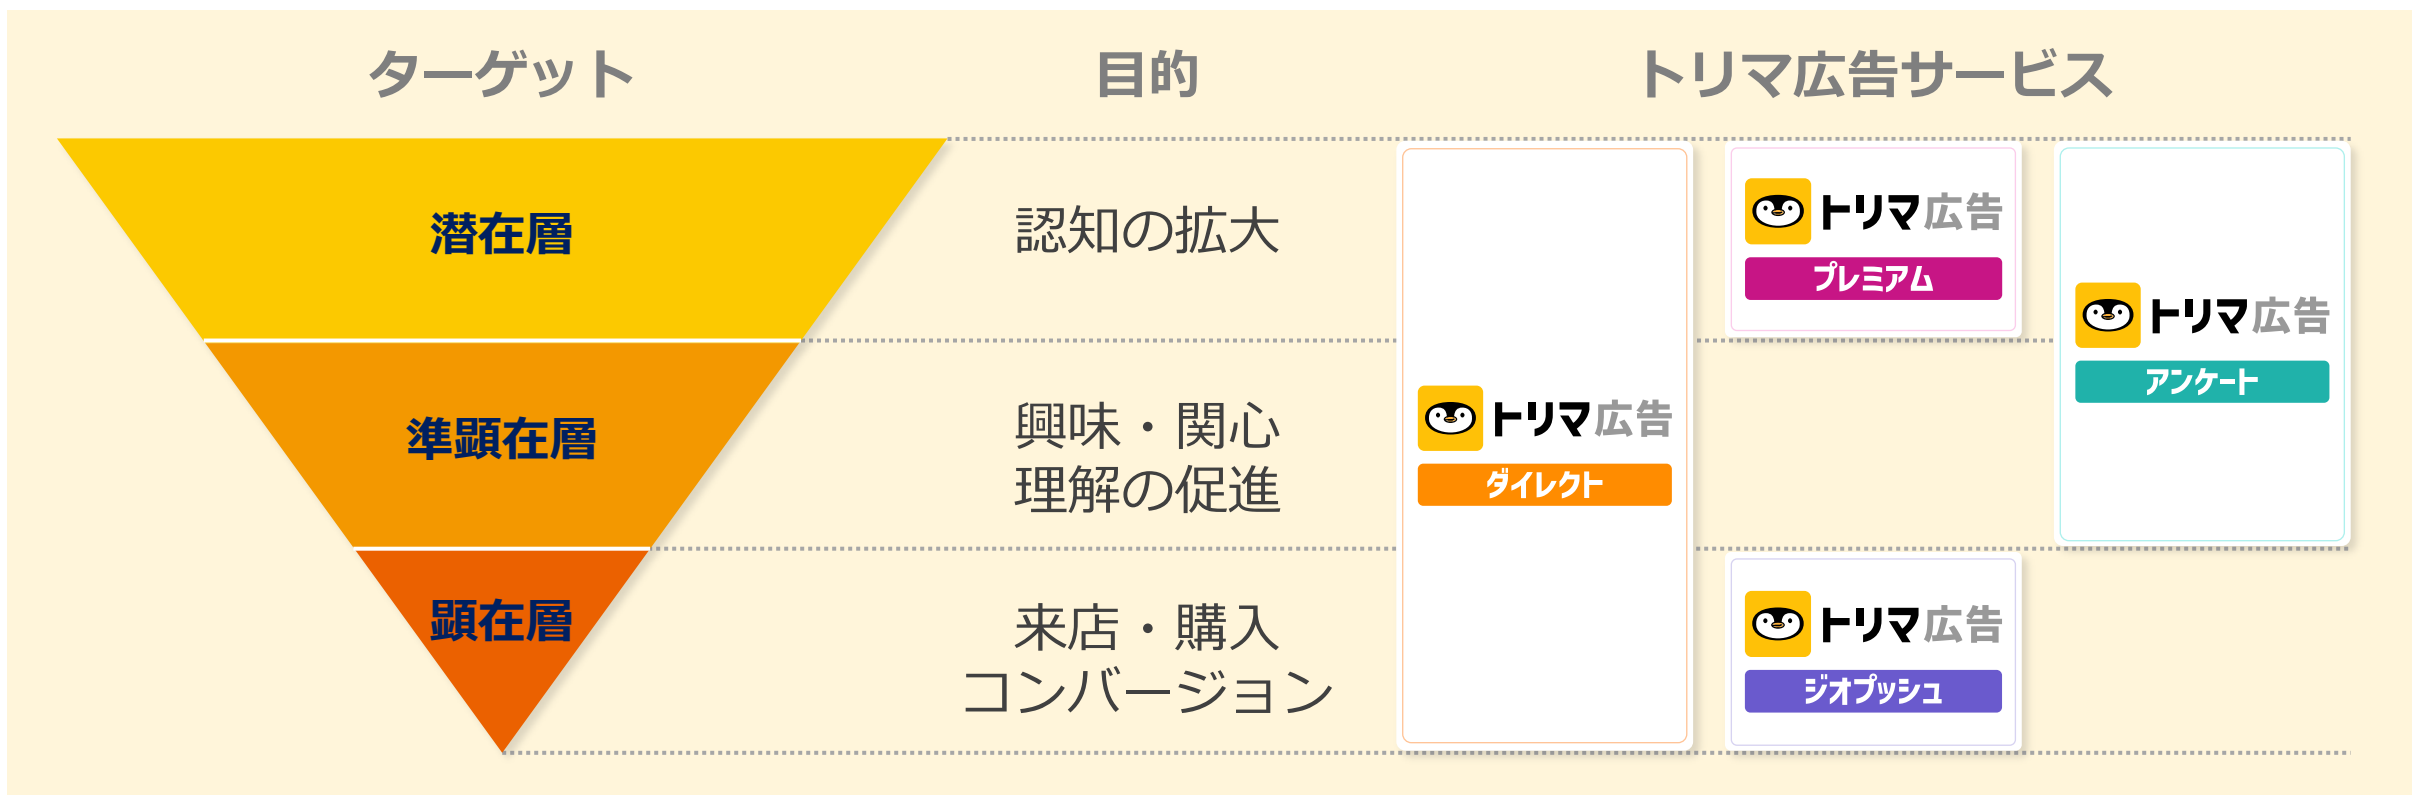 ターゲット
目的
トリマ広告サービス
潜在層
認知の拡大
トリマ広告
プレミアム
トリマ広告
アンケート
準顕在層
興味・関心
理解の促進
トリマ広告
ダイレクト
顕在層
来店・購入
コンバージョン
トリマ広告
ジオプッシュ